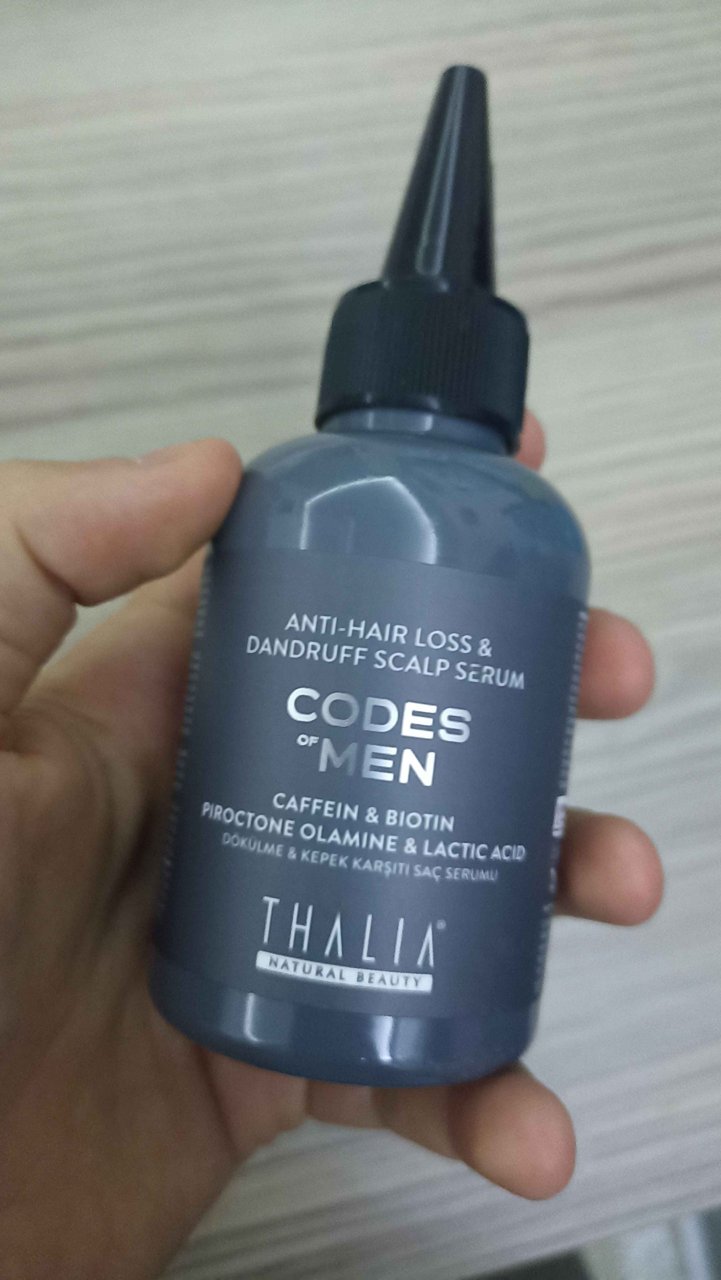 ANTI-HAIR LOSS &
DANDRUFF SCALP SERUM
CODES
OF MEN
CAFFEIN & BIOTIN
PIROCTONE OLAMINE & LACTIC ACID
DÖKÜLME & KEPEK KARŞITI SAÇ SERUMU
THALIA®
NATURAL BEAUTY